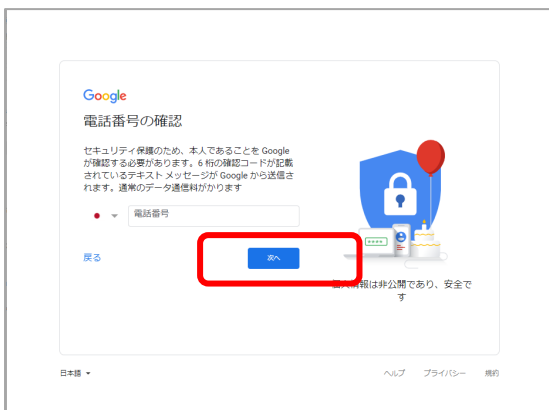 Google
電話番号の確認
セキュリティ保護のため、本人であることを Google
が確認する必要があります。6 桁の確認コードが記載
されているテキスト メッセージが Google から送信さ
れます。通常のデータ通信料がかかります
電話番号
戻る
次へ
個人情報は非公開であり、安全で
す
日本語
ヘルプ プライバシー 規約